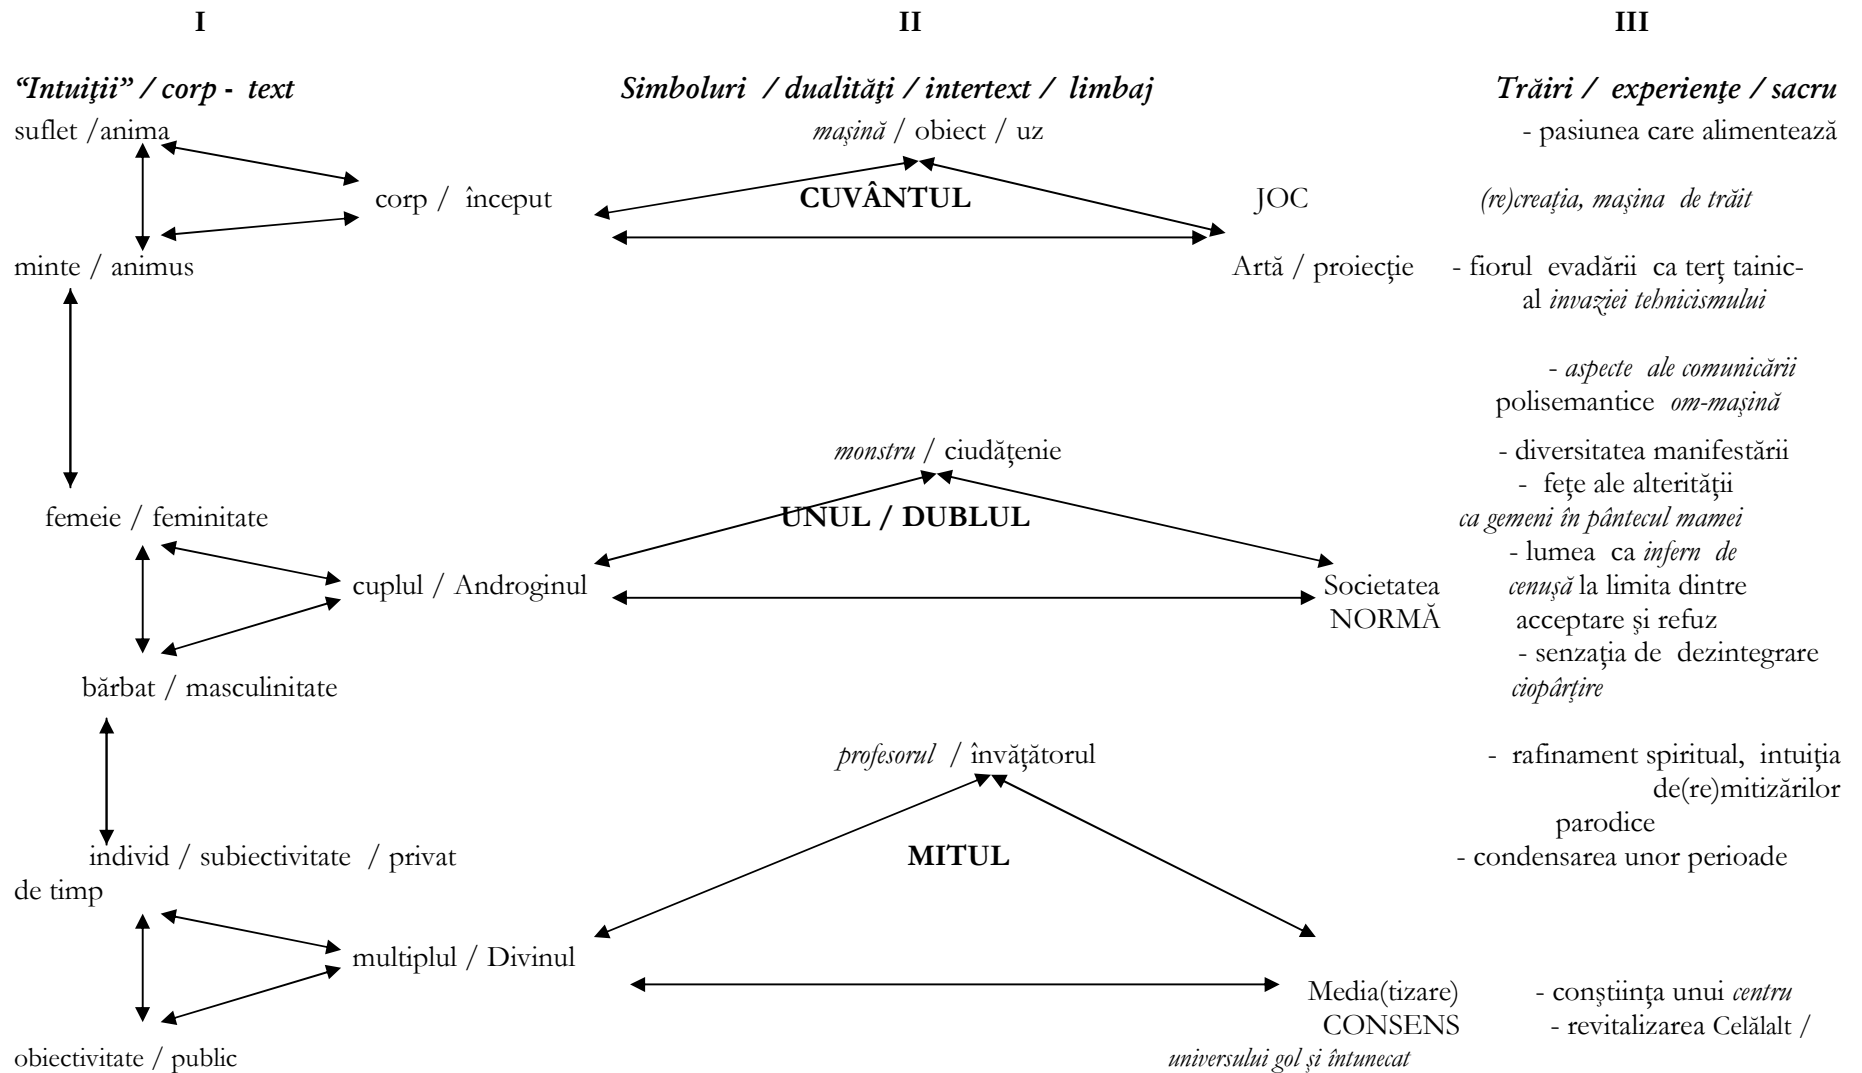 I II III
“Intuiţii” / corp - text Simboluri / dualităţi / intertext / limbaj Trăiri / experienţe / sacru
suflet /anima maşină / obiect / uz - pasiunea care alimentează
corp / început CUVÂNTUL JOC (re)creaţia, maşina de trăit
minte / animus Artă / proiecţie - fiorul evadării ca terţ tainic-
al invaziei tehnicismului
- aspecte ale comunicării
polisemantice om-maşină
monstru / ciudăţenie - diversitatea manifestării
- feţe ale alterităţii
femeie / feminitate UNUL / DUBLUL ca gemeni în pântecul mamei
- lumea ca infern de
cuplul / Androginul Societatea cenuşă la limita dintre
NORMĂ acceptare şi refuz
- senzaţia de dezintegrare
bărbat / masculinitate ciopârţire
profesorul / învăţătorul - rafinament spiritual, intuiţia
de(re)mitizărilor
parodice
individ / subiectivitate / privat MITUL - condensarea unor perioade
de timp
multiplul / Divinul
Media(tizare) - conştiinţa unui centru
CONSENS - revitalizarea Celălalt /
obiectivitate / public universului gol şi întunecat